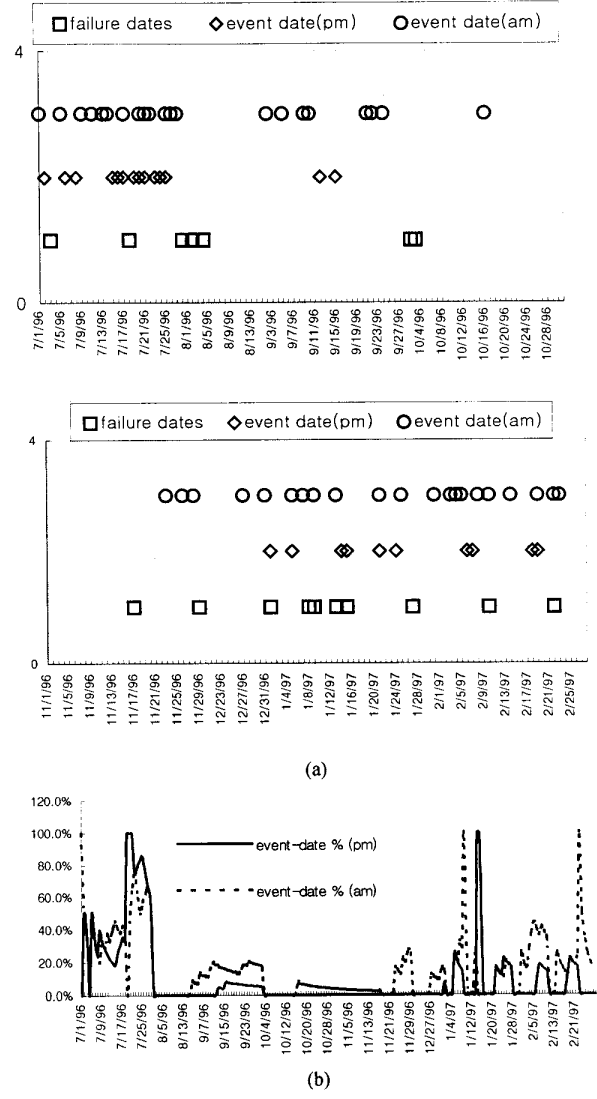 failure dates event date(pm) event date(am)
4
0
7/1/96 7/5/96 7/9/96 7/13/96 7/17/96 7/21/96 7/25/96 8/1/96 8/5/96 8/9/96 8/13/96 9/3/96 9/7/96 9/11/96 9/15/96 9/19/96 9/23/96 9/27/96 10/4/96 10/8/96 10/12/96 10/16/96 10/20/96 10/24/96 10/28/96
failure dates event date(pm) event date(am)
4
0
11/1/96 11/5/96 11/9/96 11/13/96 11/17/96 11/21/96 11/25/96 11/29/96 12/23/96 12/27/96 12/31/96 1/4/97 1/8/97 1/12/97 1/16/97 1/20/97 1/24/97 1/28/97 2/1/97 2/5/97 2/9/97 2/13/97 2/17/97 2/21/97 2/25/97
(a)
120.0%
100.0%
80.0%
60.0%
40.0%
20.0%
0.0%
event-date % (pm)
event-date % (am)
7/1/96 7/9/96 7/17/96 7/25/96 8/5/96 8/13/96 9/7/96 9/15/96 9/23/96 10/4/96 10/12/96 10/20/96 10/28/96 11/5/96 11/13/96 11/21/96 11/29/96 12/27/96 1/4/97 1/12/97 1/20/97 1/28/97 2/5/97 2/13/97 2/21/97
(b)